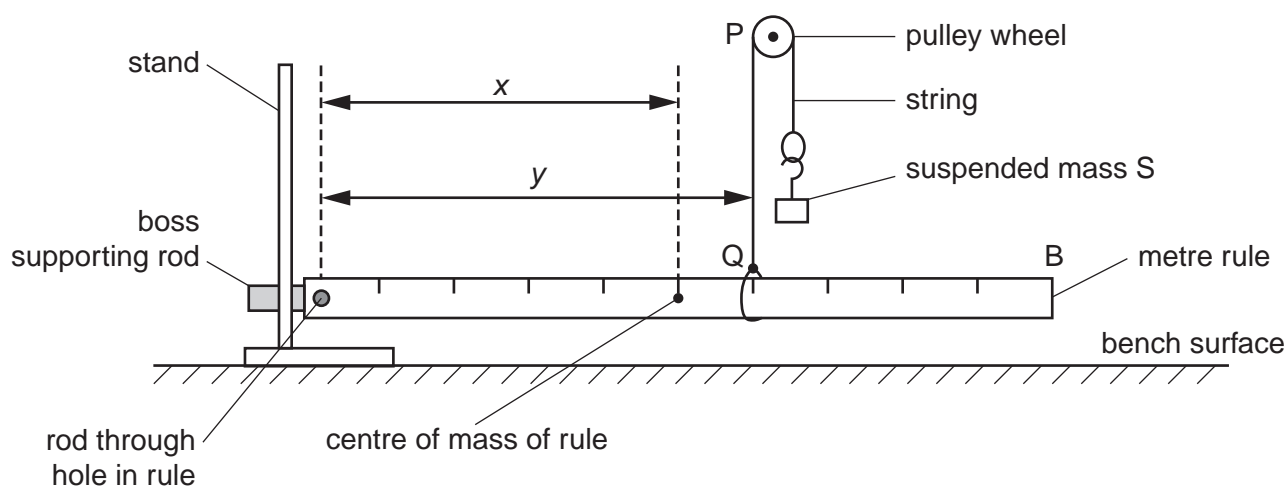 P
pulley wheel
stand
x
string
y
suspended mass S
boss
supporting rod
Q
B
metre rule
bench surface
rod through
hole in rule
centre of mass of rule